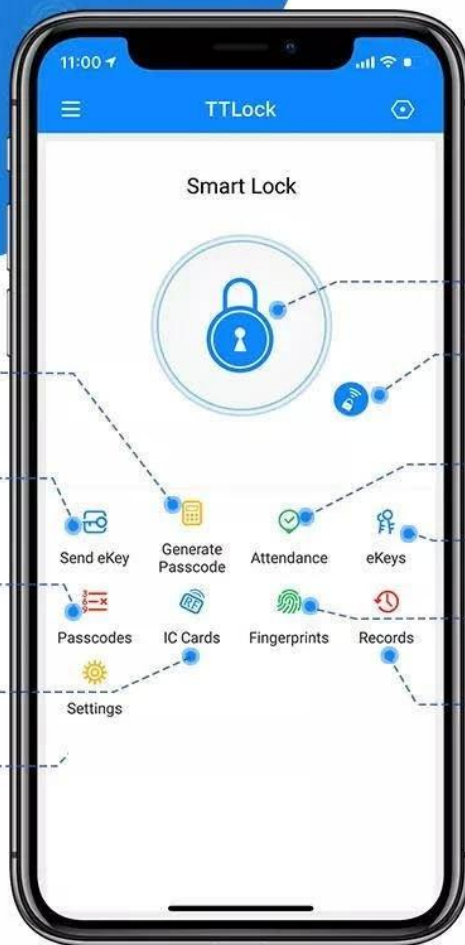 11:00
TTLock
Smart Lock
Send eKey
Generate
Passcode
Attendance
eKeys
Passcodes
IC Cards
Fingerprints
Records
Settings